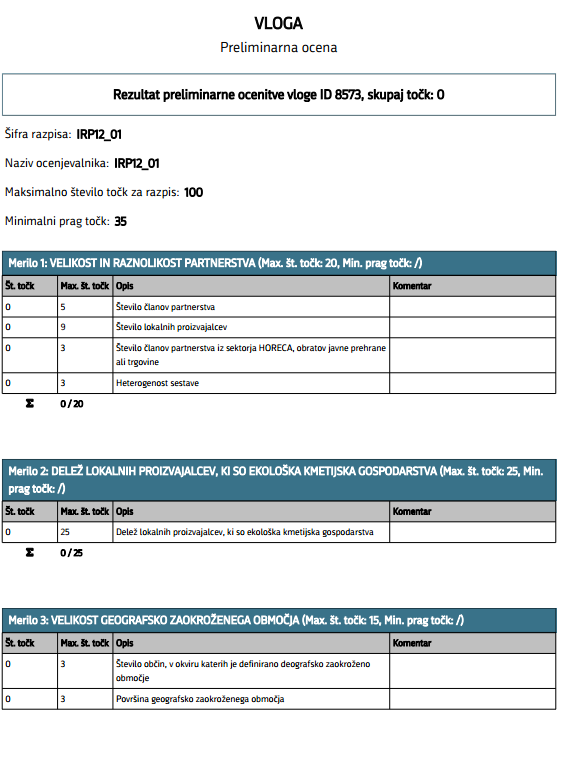 VLOGA
Preliminarna ocena
Rezultat preliminarne ocenitve vloge ID 8573, skupaj točk: 0
Šifra razpisa: IRP12_01
Naziv ocenjevalnika: IRP12_01
Maksimalno število točk za razpis: 100
Minimalni prag točk: 35
Merilo 1: VELIKOST IN RAZNOLIKOST PARTNERSTVA (Max. št. točk: 20, Min. prag točk: /)
Št. točk Max. št. točk Opis Komentar
0 5 Število članov partnerstva
0 9 Število lokalnih proizvajalcev
0 3 Število članov partnerstva iz sektorja HORECA, obratov javne prehrane
ali trgovine
0 3 Heterogenost sestave
Σ 0 / 20
Merilo 2: DELEŽ LOKALNIH PROIZVAJALCEV, KI SO EKOLOŠKA KMETIJSKA GOSPODARSTVA (Max. št. točk: 25, Min.
prag točk: /)
Št. točk Max. št. točk Opis Komentar
0 25 Delež lokalnih proizvajalcev, ki so ekološka kmetijska gospodarstva
Σ 0 / 25
Merilo 3: VELIKOST GEOGRAFSKO ZAOKROŽENEGA OBMOČJA (Max. št. točk: 15, Min. prag točk: /)
Št. točk Max. št. točk Opis Komentar
0 3 Število občin, v okviru katerih je definirano deografsko zaokroženo
območje
0 3 Površina geografsko zaokroženega območja